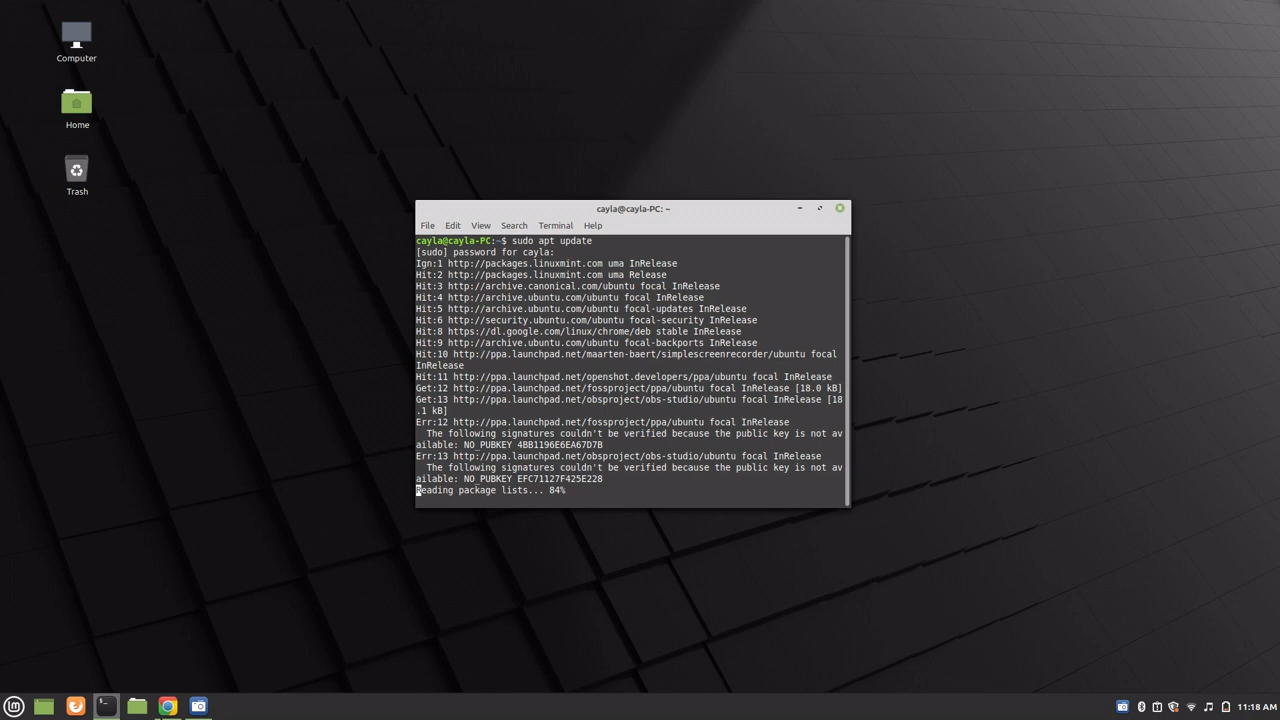 Computer
Home
Trash
cayla@cayla-PC: ~
File Edit View Search Terminal Help
cayla@cayla-PC:~$ sudo apt update
[sudo] password for cayla:
Ign:1 http://packages.linuxmint.com uma InRelease
Hit:2 http://packages.linuxmint.com uma Release
Hit:3 http://archive.canonical.com/ubuntu focal InRelease
Hit:4 http://archive.ubuntu.com/ubuntu focal InRelease
Hit:5 http://archive.ubuntu.com/ubuntu focal-updates InRelease
Hit:6 http://security.ubuntu.com/ubuntu focal-security InRelease
Hit:8 https://dl.google.com/linux/chrome/deb stable InRelease
Hit:9 http://archive.ubuntu.com/ubuntu focal-backports InRelease
Hit:10 http://ppa.launchpad.net/maarten-baert/simplescreenrecorder/ubuntu focal
InRelease
Hit:11 http://ppa.launchpad.net/openshot.developers/ppa/ubuntu focal InRelease
Get:12 http://ppa.launchpad.net/fossproject/ppa/ubuntu focal InRelease [18.0 kB]
Get:13 http://ppa.launchpad.net/obsproject/obs-studio/ubuntu focal InRelease [18
.1 kB]
Err:12 http://ppa.launchpad.net/fossproject/ppa/ubuntu focal InRelease
The following signatures couldn't be verified because the public key is not av
ailable: NO_PUBKEY 4BB1196E6EA67D7B
Err:13 http://ppa.launchpad.net/obsproject/obs-studio/ubuntu focal InRelease
The following signatures couldn't be verified because the public key is not av
ailable: NO_PUBKEY EFC71127F425E228
Reading package lists... 84%
11:18 AM